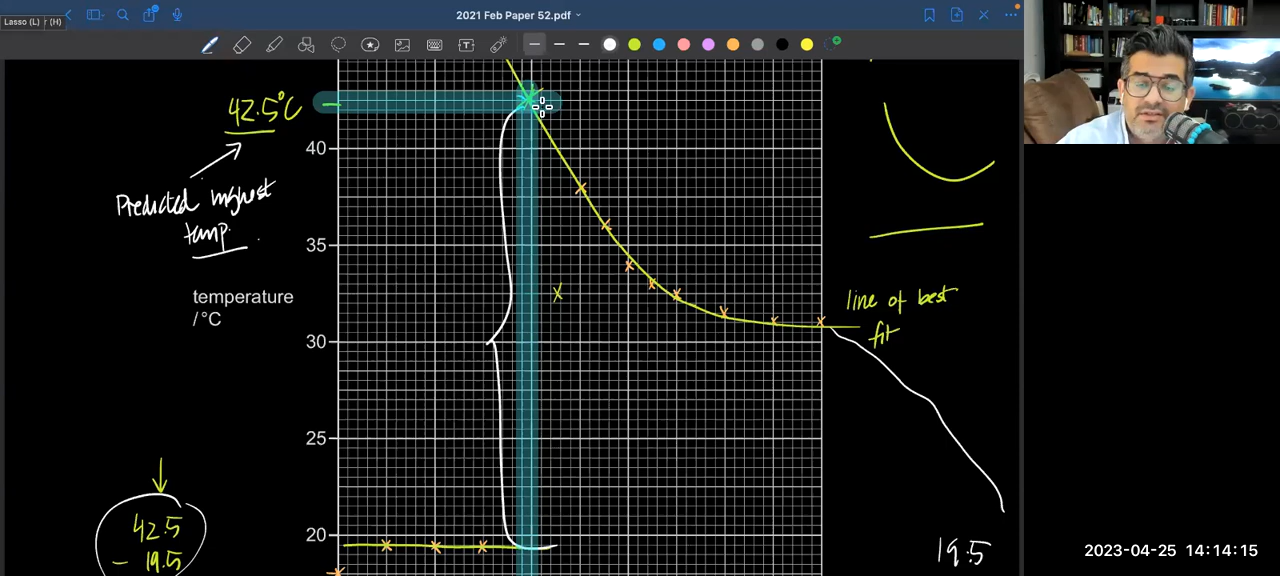 2021 Feb Paper 52.pdf
Lasso (L)
(H)
42.5°C
Predicted highest
temp.
temperature
/°C
40
35
30
25
20
line of best
fit
42.5
- 19.5
19.5
2023-04-25 14:14:15